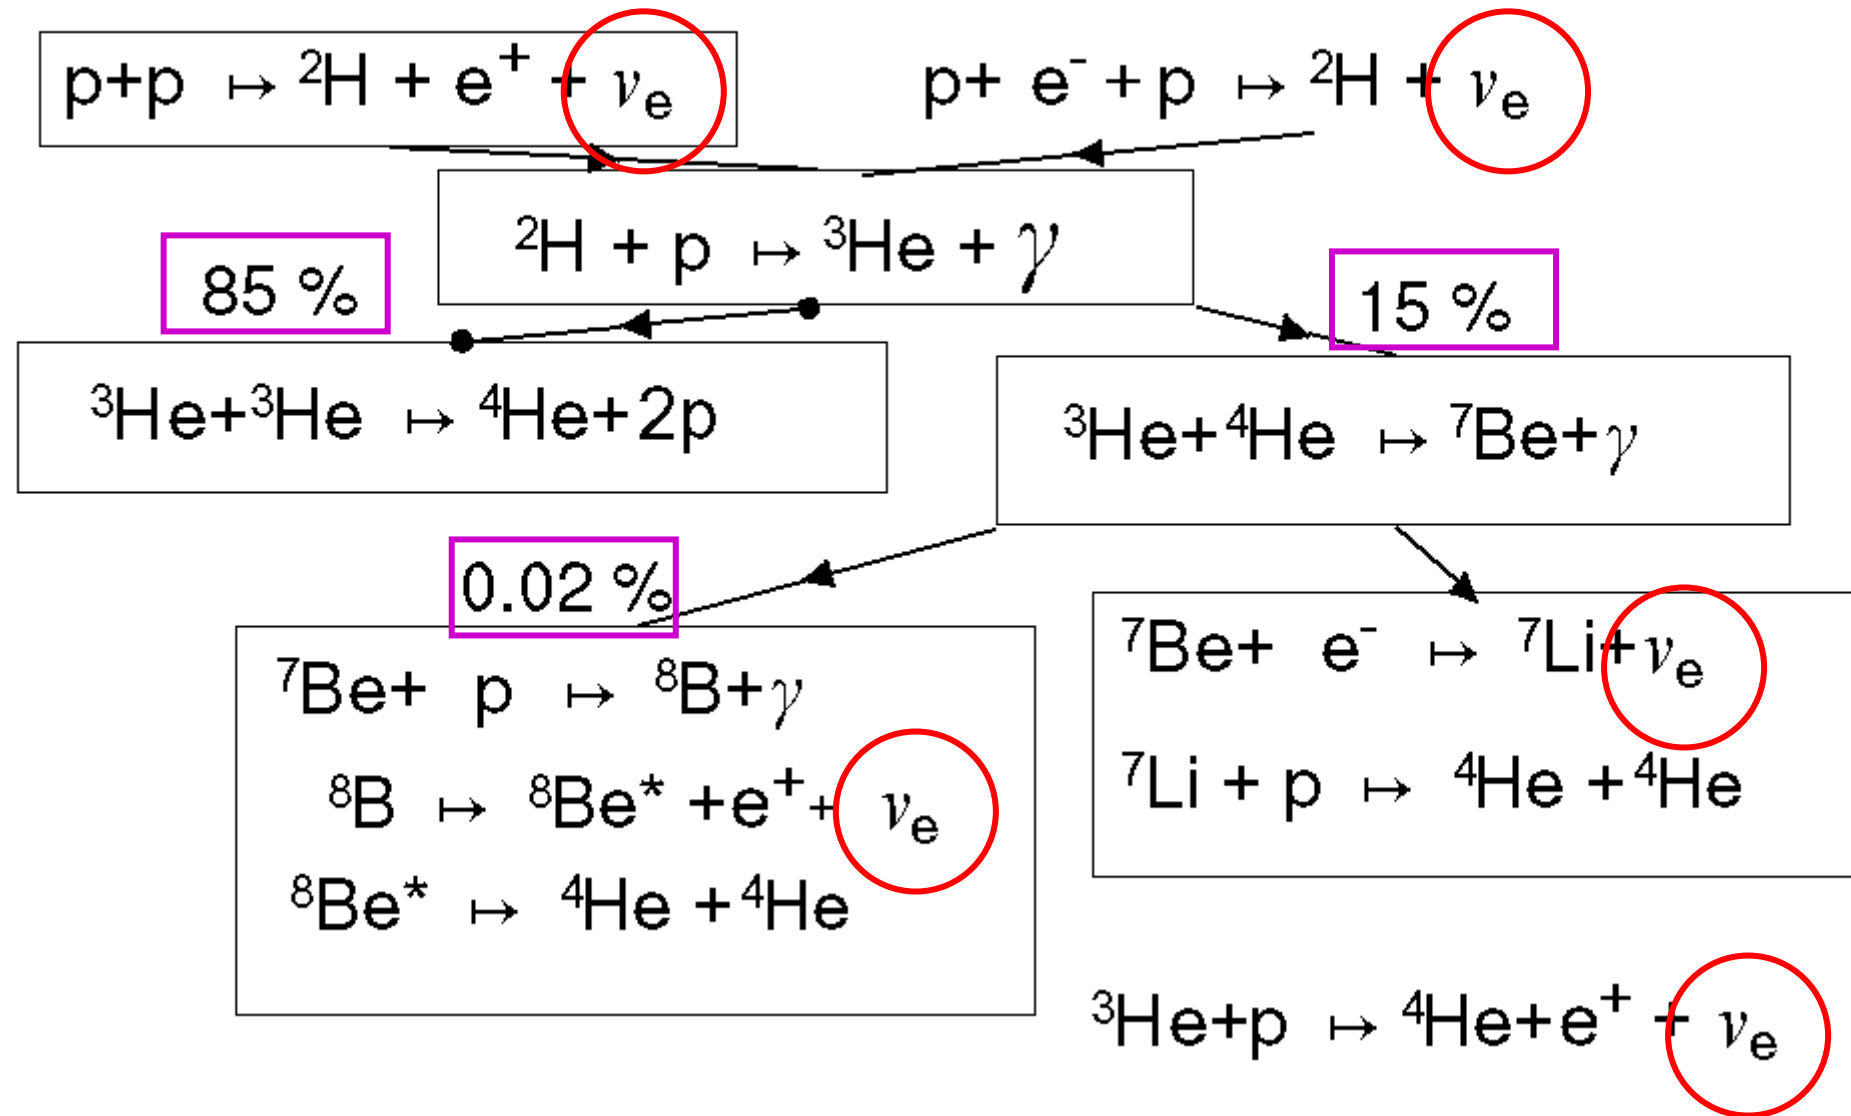 p+p ↦ ²H + e⁺ + νₑ
p+ e⁻ + p ↦ ²H + νₑ
²H + p ↦ ³He + γ
85 %
15 %
³He+³He ↦ ⁴He+2p
³He+⁴He ↦ ⁷Be+γ
0.02 %
⁷Be+ p ↦ ⁸B+γ
⁸B ↦ ⁸Be* +e⁺+ νₑ
⁸Be* ↦ ⁴He +⁴He
⁷Be+ e⁻ ↦ ⁷Li+νₑ
⁷Li + p ↦ ⁴He +⁴He
³He+p ↦ ⁴He+e⁺ + νₑ